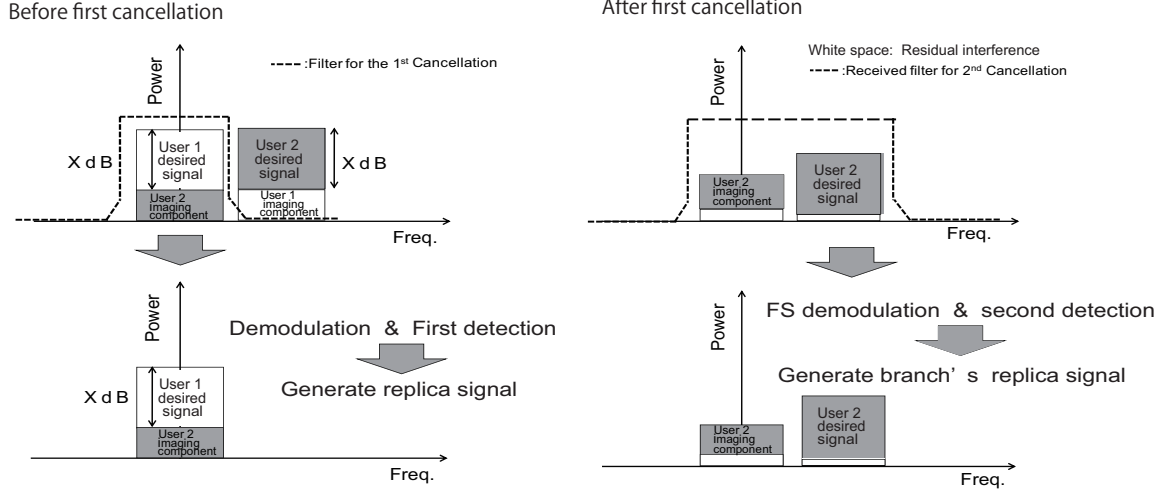 Before first cancellation
Power
:Filter for the 1st Cancellation
X d B
User 1
desired
signal
User 2
imaging
component
User 2
desired
signal
X d B
User 1
imaging
component
Freq.
Power
X d B
User 1
desired
signal
User 2
imaging
component
Freq.
Demodulation & First detection
Generate replica signal
After first cancellation
White space: Residual interference
:Received filter for 2nd Cancellation
Power
User 2
imaging
component
User 2
desired
signal
Freq.
FS demodulation & second detection
Generate branch' s replica signal
Power
User 2
imaging
component
User 2
desired
signal
Freq.